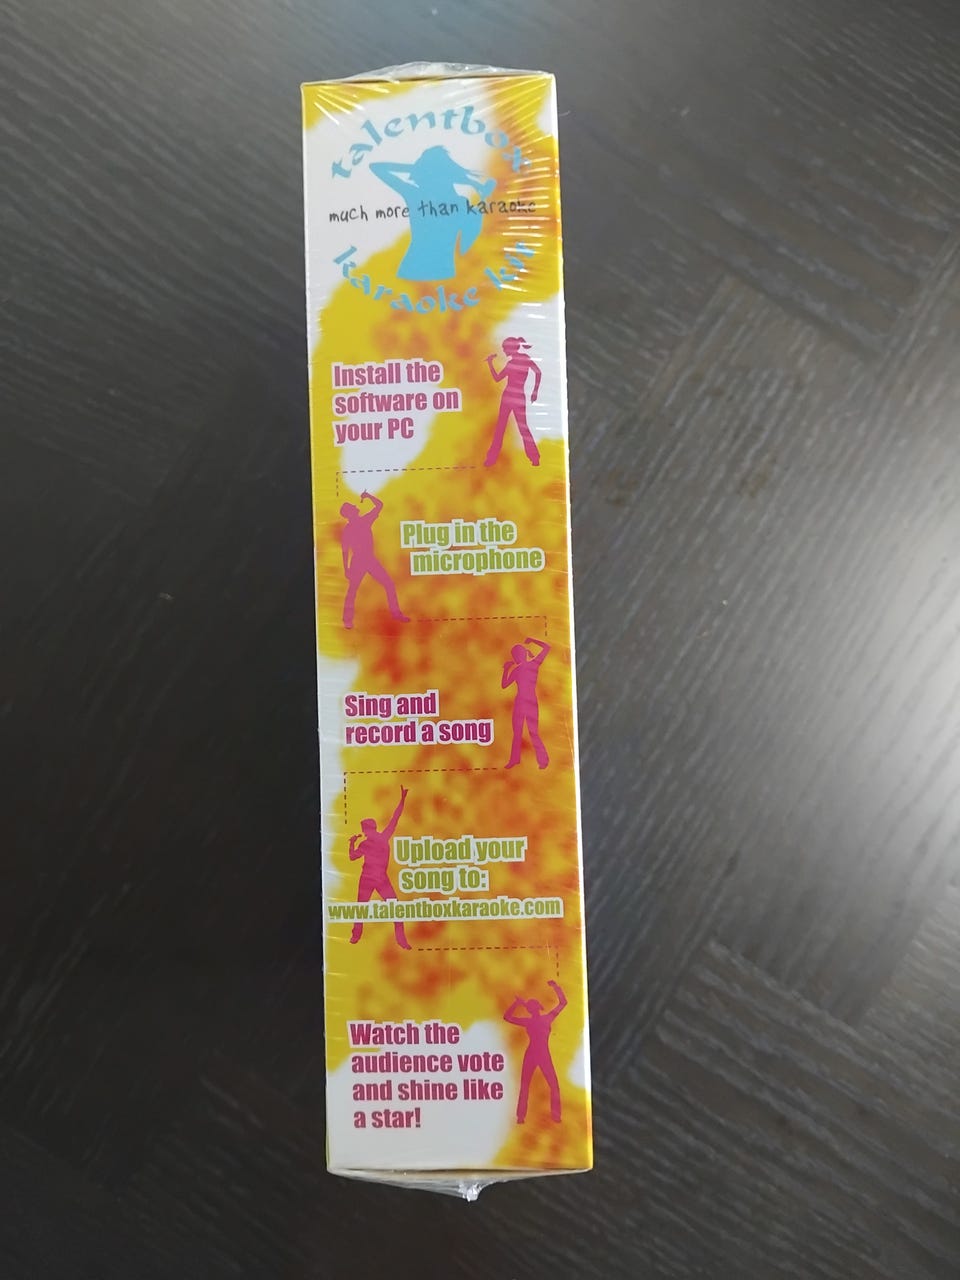 talentbox
much more than karaoke
karaoke kit
Install the
software on
your PC
Plug in the
microphone
Sing and
record a song
Upload your
song to:
www.talentboxkaraoke.com
Watch the
audience vote
and shine like
a star!